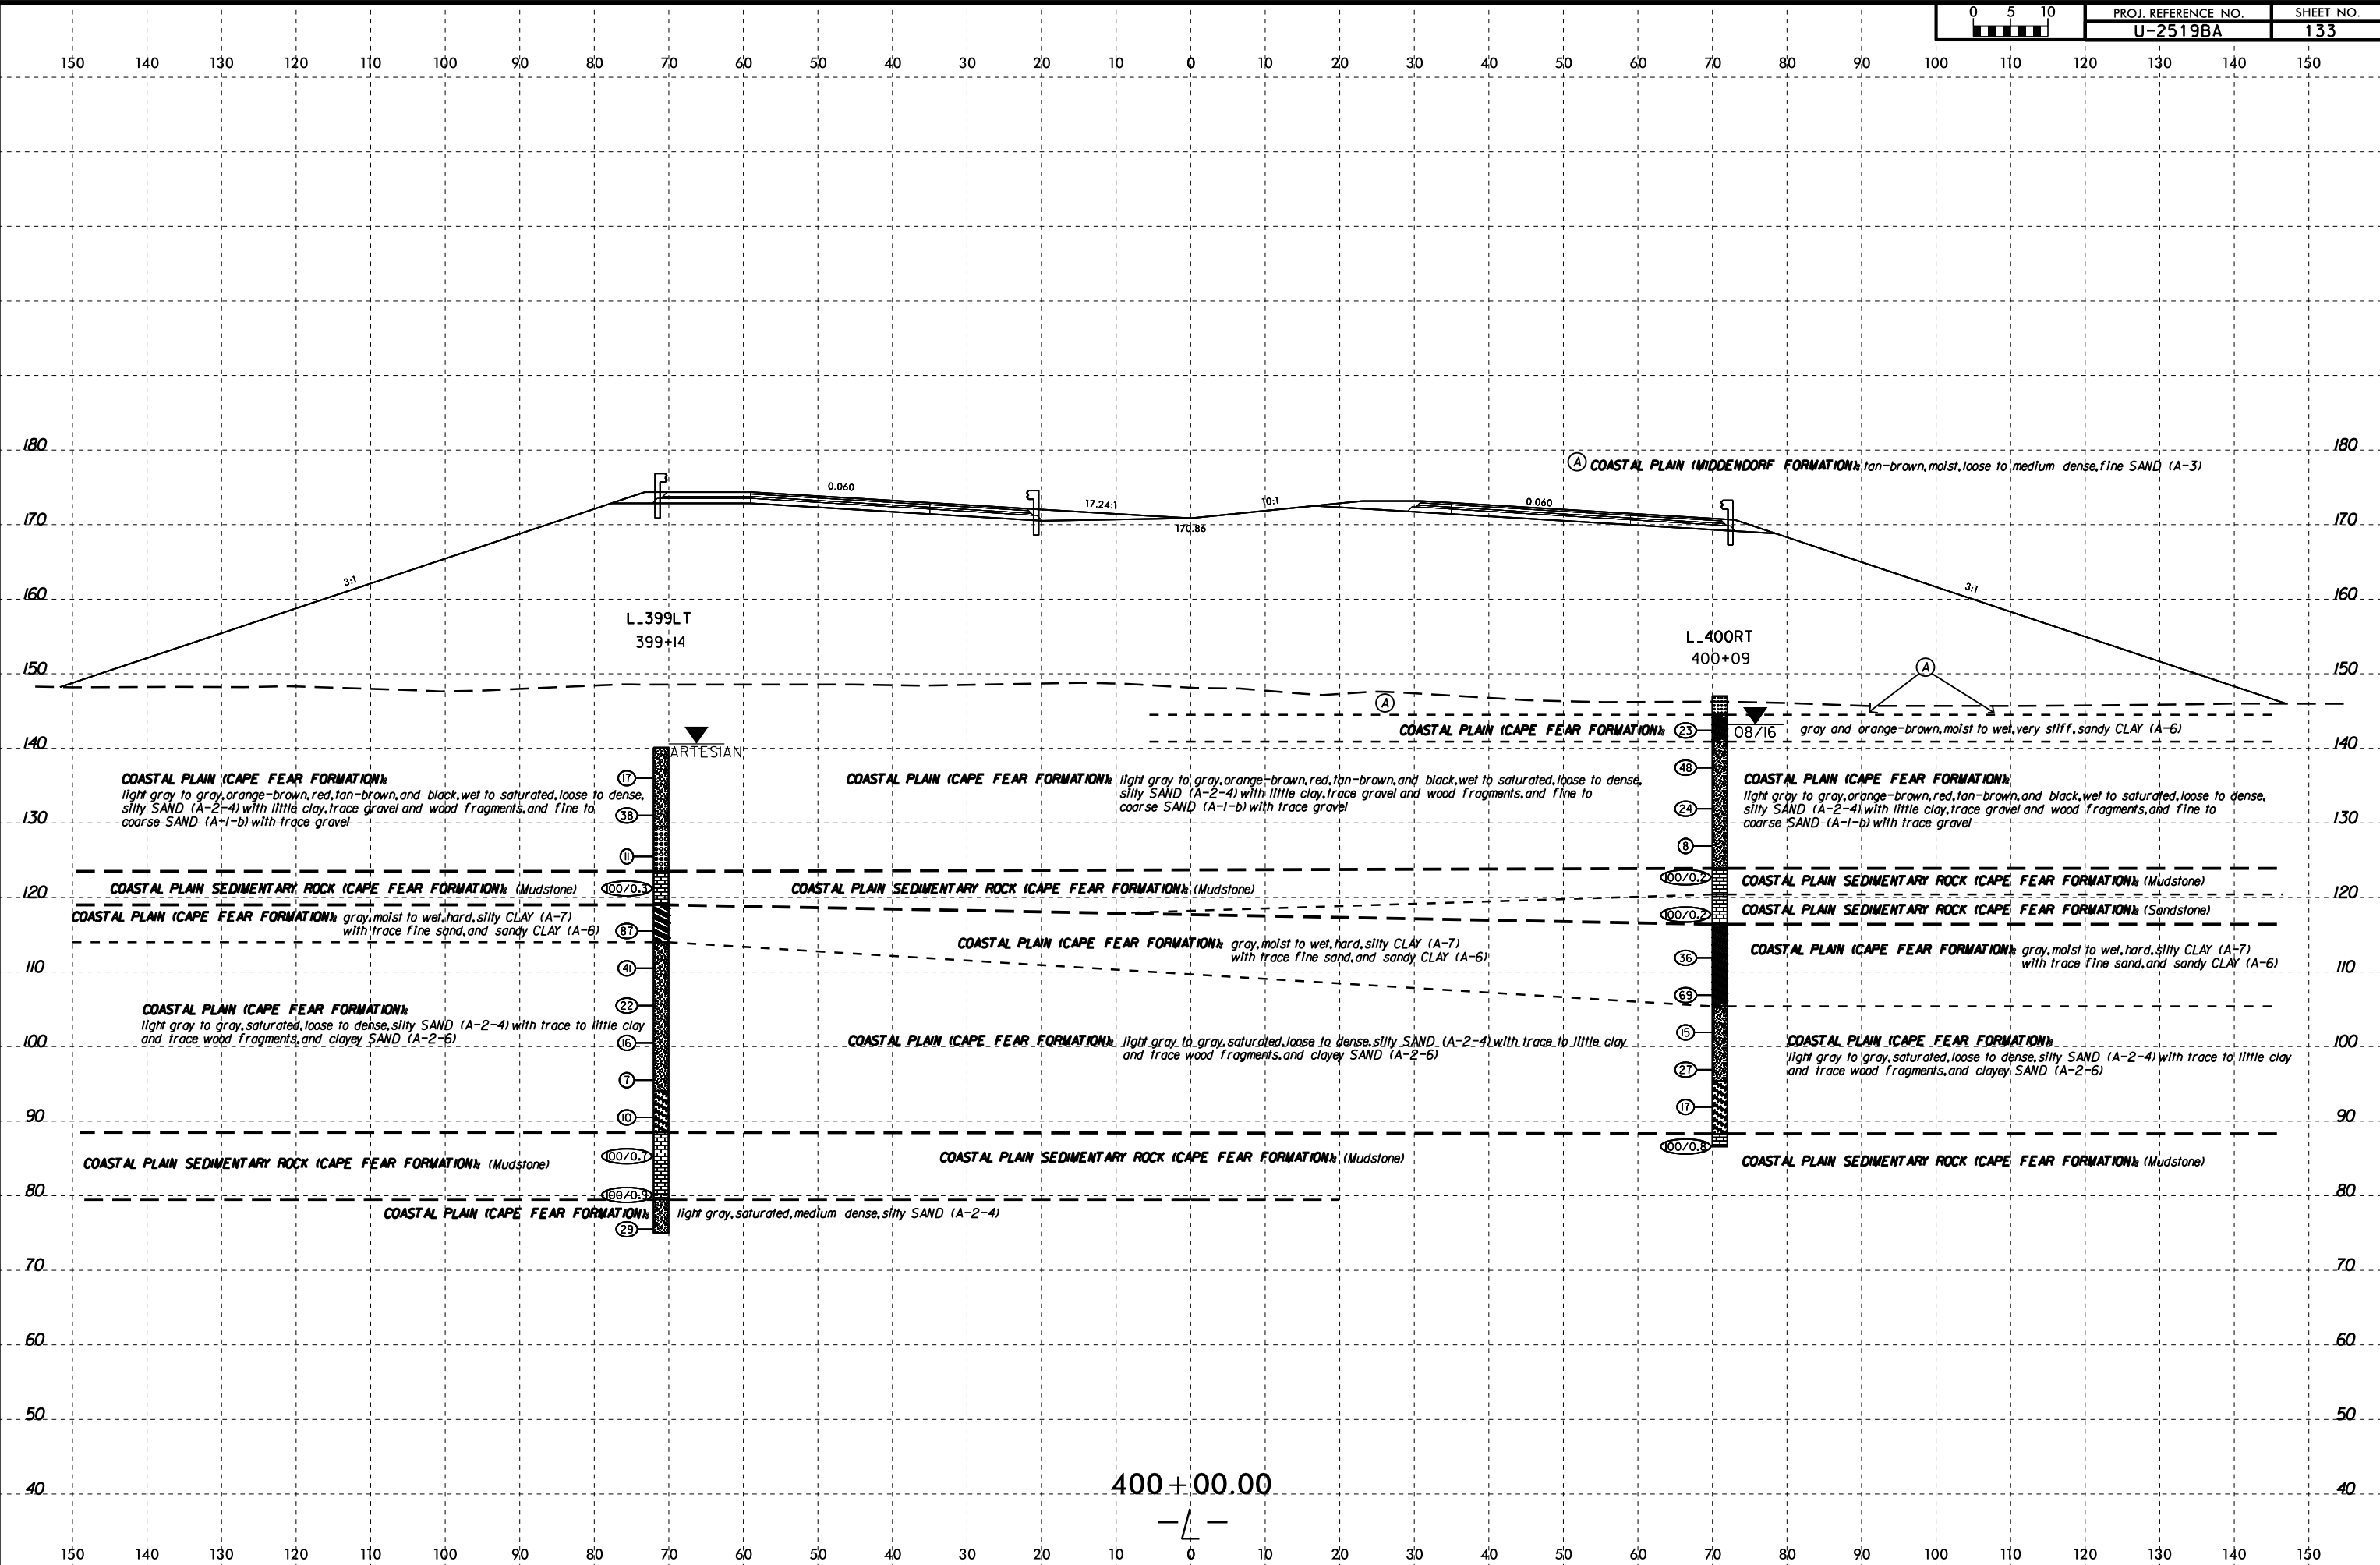 0 5 10
PROJ. REFERENCE NO.
SHEET NO.
U-2519BA
133
150 140 130 120 110 100 90 80 70 60 50 40 30 20 10 0 10 20 30 40 50 60 70 80 90 100 110 120 130 140 150
180 180
A COASTAL PLAIN (MIDDENDORF FORMATION): tan-brown, moist, loose to medium dense, fine SAND (A-3)
0.060
17.24:1
10:1
0.060
170 170
170.86
3:1
3:1
160 160
L_399LT
399+14
L_400RT
400+09
150 150
A
A
COASTAL PLAIN (CAPE FEAR FORMATION):
23
08/16
gray and orange-brown, moist to wet, very stiff, sandy CLAY (A-6)
140 140
ARTESIAN
COASTAL PLAIN (CAPE FEAR FORMATION):
light gray to gray, orange-brown, red, tan-brown, and black, wet to saturated, loose to dense,
silty SAND (A-2-4) with little clay, trace gravel and wood fragments, and fine to
coarse SAND (A-1-b) with trace gravel
17
38
11
COASTAL PLAIN (CAPE FEAR FORMATION): light gray to gray, orange-brown, red, tan-brown, and black, wet to saturated, loose to dense,
silty SAND (A-2-4) with little clay, trace gravel and wood fragments, and fine to
coarse SAND (A-1-b) with trace gravel
48
24
8
COASTAL PLAIN (CAPE FEAR FORMATION):
light gray to gray, orange-brown, red, tan-brown, and black, wet to saturated, loose to dense,
silty SAND (A-2-4) with little clay, trace gravel and wood fragments, and fine to
coarse SAND (A-1-b) with trace gravel
130 130
COASTAL PLAIN SEDIMENTARY ROCK (CAPE FEAR FORMATION): (Mudstone)
100/0.3
COASTAL PLAIN SEDIMENTARY ROCK (CAPE FEAR FORMATION): (Mudstone)
100/0.2
COASTAL PLAIN SEDIMENTARY ROCK (CAPE FEAR FORMATION): (Mudstone)
120 120
100/0.2
COASTAL PLAIN SEDIMENTARY ROCK (CAPE FEAR FORMATION): (Sandstone)
COASTAL PLAIN (CAPE FEAR FORMATION): gray, moist to wet, hard, silty CLAY (A-7)
with trace fine sand, and sandy CLAY (A-6)
87
COASTAL PLAIN (CAPE FEAR FORMATION): gray, moist to wet, hard, silty CLAY (A-7)
with trace fine sand, and sandy CLAY (A-6)
36
69
COASTAL PLAIN (CAPE FEAR FORMATION): gray, moist to wet, hard, silty CLAY (A-7)
with trace fine sand, and sandy CLAY (A-6)
110 110
41
22
16
7
10
COASTAL PLAIN (CAPE FEAR FORMATION):
light gray to gray, saturated, loose to dense, silty SAND (A-2-4) with trace to little clay
and trace wood fragments, and clayey SAND (A-2-6)
COASTAL PLAIN (CAPE FEAR FORMATION): light gray to gray, saturated, loose to dense, silty SAND (A-2-4) with trace to little clay
and trace wood fragments, and clayey SAND (A-2-6)
15
27
17
COASTAL PLAIN (CAPE FEAR FORMATION):
light gray to gray, saturated, loose to dense, silty SAND (A-2-4) with trace to little clay
and trace wood fragments, and clayey SAND (A-2-6)
100 100
90 90
COASTAL PLAIN SEDIMENTARY ROCK (CAPE FEAR FORMATION): (Mudstone)
100/0.7
COASTAL PLAIN SEDIMENTARY ROCK (CAPE FEAR FORMATION): (Mudstone)
100/0.8
COASTAL PLAIN SEDIMENTARY ROCK (CAPE FEAR FORMATION): (Mudstone)
80 80
100/0.9
COASTAL PLAIN (CAPE FEAR FORMATION): light gray, saturated, medium dense, silty SAND (A-2-4)
29
70 70
60 60
50 50
40 40
400+00.00
-L-
150 140 130 120 110 100 90 80 70 60 50 40 30 20 10 0 10 20 30 40 50 60 70 80 90 100 110 120 130 140 150